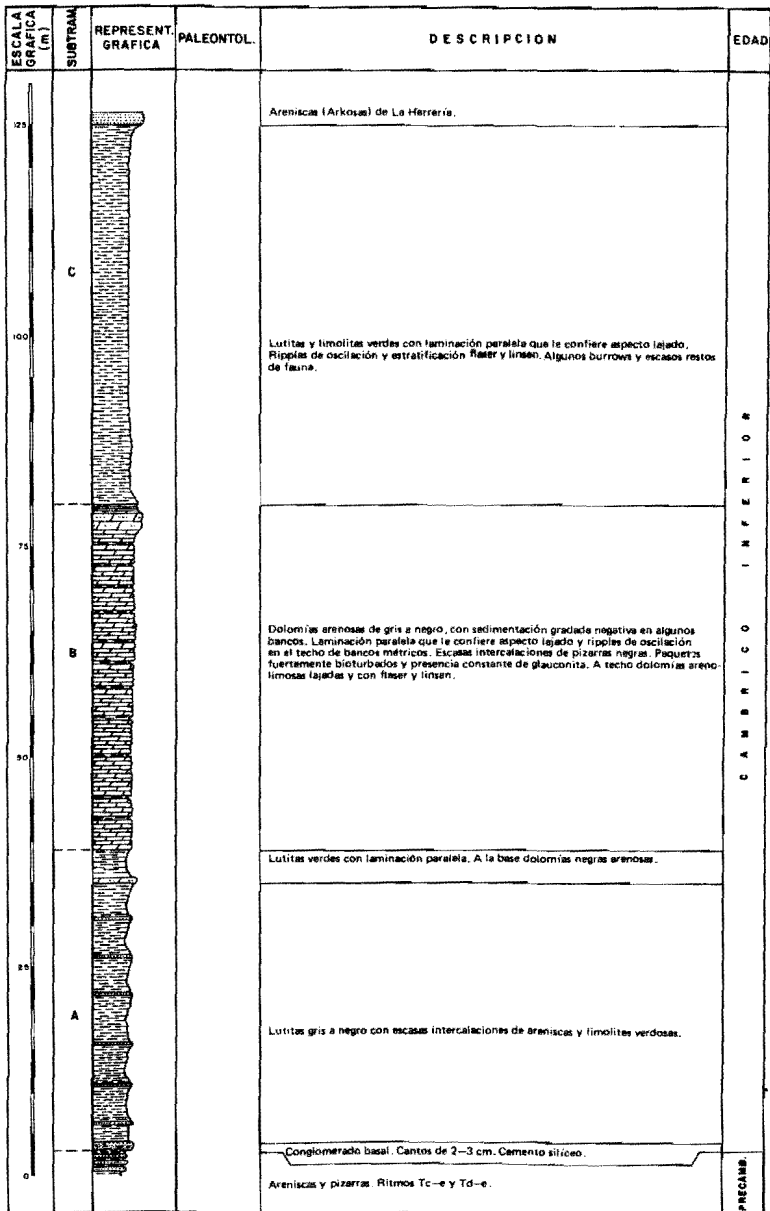 ESCALA GRAFICA (m)
SUBTRAM.
REPRESENT. GRAFICA
PALEONTOL.
DESCRIPCION
EDAD
Areniscas (Arkosas) de La Herrería.
125
C
100
Lutitas y limolitas verdes con laminación paralela que le confiere aspecto lajado.
Ripples de oscilación y estratificación flaser y linsen. Algunos burrows y escasos restos
de fauna.
CAMBRICO INFERIOR
75
B
Dolomías arenosas de gris a negro, con sedimentación gradada negativa en algunos
bancos. Laminación paralela que le confiere aspecto lajado y ripples de oscilación
en el techo de bancos métricos. Escasas intercalaciones de pizarras negras. Paquetes
fuertemente bioturbados y presencia constante de glauconita. A techo dolomías areno-
limosas lajadas y con flaser y linsen.
50
Lutitas verdes con laminación paralela. A la base dolomías negras arenosas.
25
A
Lutitas gris a negro con escasas intercalaciones de areniscas y limolites verdosas.
Conglomerado basal. Cantos de 2—3 cm. Cemento silíceo.
0
Areniscas y pizarras. Ritmos Tc—e y Td—e.
PRECAMB.